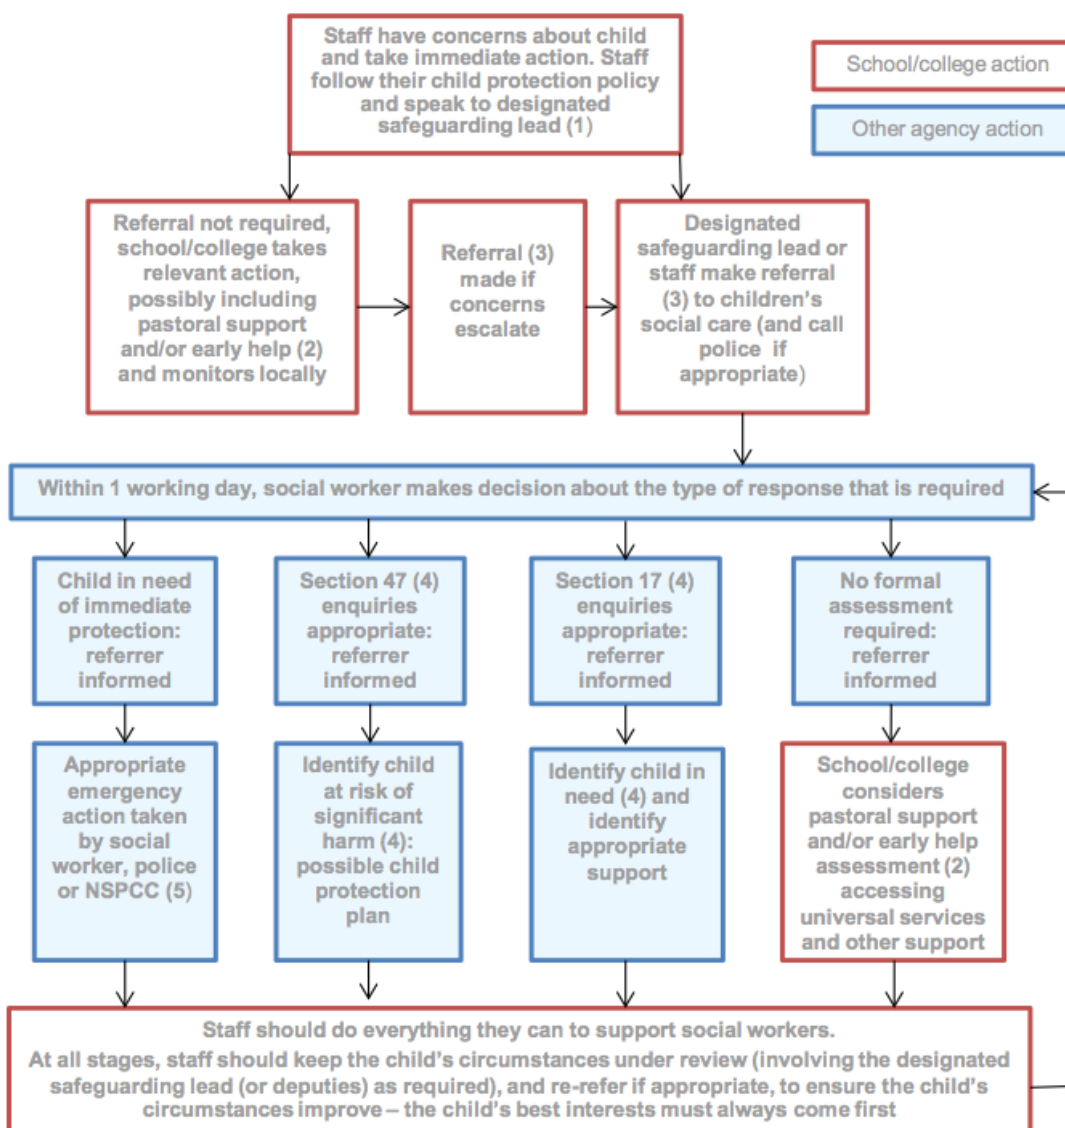 Staff have concerns about child
and take immediate action. Staff
follow their child protection policy
and speak to designated
safeguarding lead (1)
School/college action
Other agency action
Referral not required,
school/college takes
relevant action,
possibly including
pastoral support
and/or early help (2)
and monitors locally
Referral (3)
made if
concerns
escalate
Designated
safeguarding lead or
staff make referral
(3) to children's
social care (and call
police if
appropriate)
Within 1 working day, social worker makes decision about the type of response that is required
Child in need
of immediate
protection:
referrer
informed
Section 47 (4)
enquiries
appropriate:
referrer
informed
Section 17 (4)
enquiries
appropriate:
referrer
informed
No formal
assessment
required:
referrer
informed
Appropriate
emergency
action taken
by social
worker, police
or NSPCC (5)
Identify child
at risk of
significant
harm (4):
possible child
protection
plan
Identify child in
need (4) and
identify
appropriate
support
School/college
considers
pastoral support
and/or early help
assessment (2)
accessing
universal services
and other support
Staff should do everything they can to support social workers.
At all stages, staff should keep the child's circumstances under review (involving the designated
safeguarding lead (or deputies) as required), and re-refer if appropriate, to ensure the child's
circumstances improve – the child's best interests must always come first